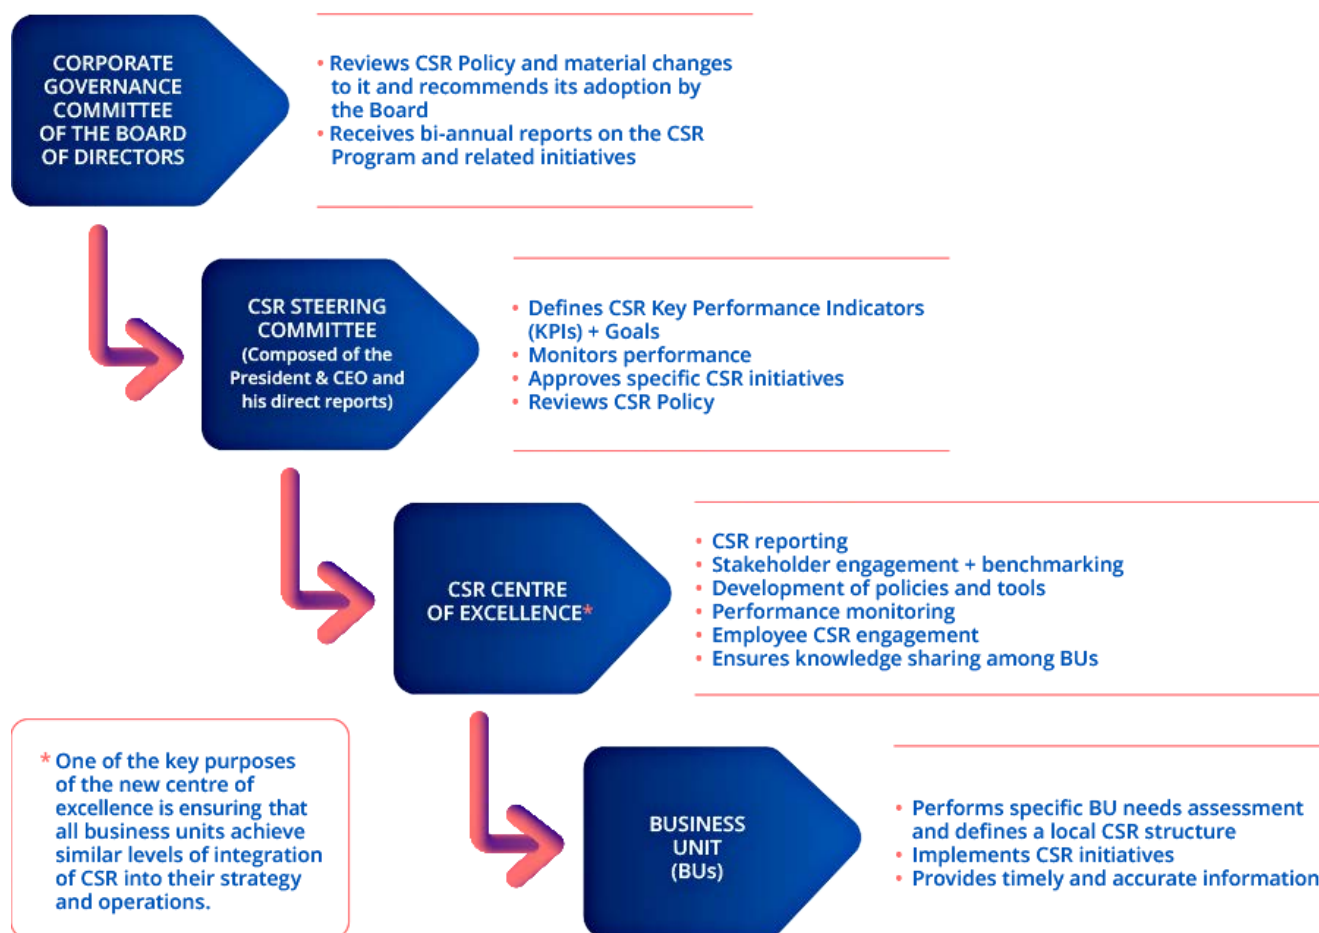 CORPORATE
GOVERNANCE
COMMITTEE
OF THE BOARD
OF DIRECTORS
• Reviews CSR Policy and material changes
to it and recommends its adoption by
the Board
• Receives bi-annual reports on the CSR
Program and related initiatives
CSR STEERING
COMMITTEE
(Composed of the
President & CEO and
his direct reports)
• Defines CSR Key Performance Indicators
(KPIs) + Goals
• Monitors performance
• Approves specific CSR initiatives
• Reviews CSR Policy
CSR CENTRE
OF EXCELLENCE*
• CSR reporting
• Stakeholder engagement + benchmarking
• Development of policies and tools
• Performance monitoring
• Employee CSR engagement
• Ensures knowledge sharing among BUs
* One of the key purposes
of the new centre of
excellence is ensuring that
all business units achieve
similar levels of integration
of CSR into their strategy
and operations.
BUSINESS
UNIT
(BUs)
• Performs specific BU needs assessment
and defines a local CSR structure
• Implements CSR initiatives
• Provides timely and accurate information